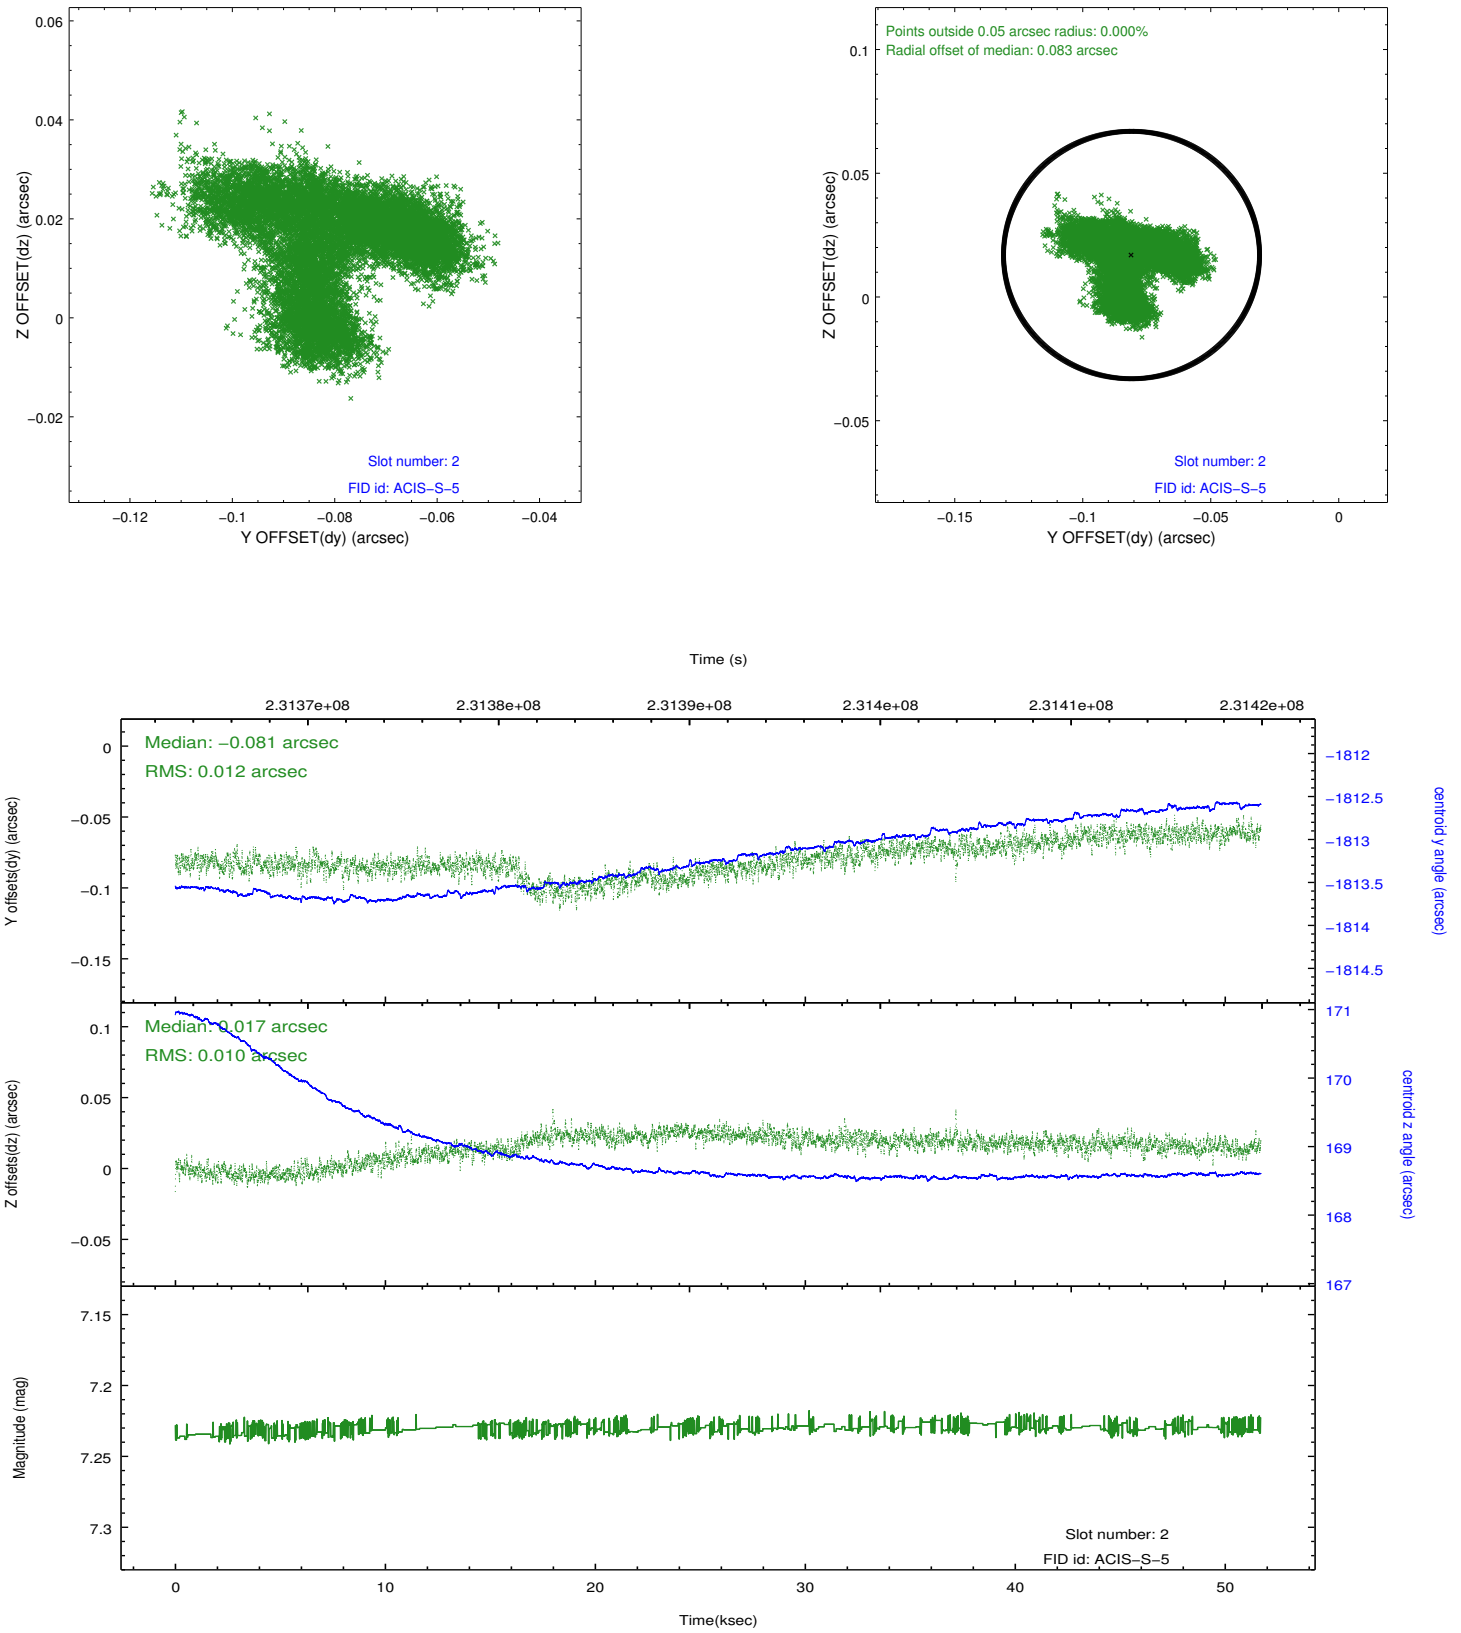 0.06
0.04
0.02
0
−0.02
Z OFFSET(dz) (arcsec)
Slot number: 2
FID id: ACIS−S−5
−0.12 −0.1 −0.08 −0.06 −0.04
Y OFFSET(dy) (arcsec)
Points outside 0.05 arcsec radius: 0.000%
Radial offset of median: 0.083 arcsec
0.1
0.05
0
−0.05
Z OFFSET(dz) (arcsec)
Slot number: 2
FID id: ACIS−S−5
−0.15 −0.1 −0.05 0
Y OFFSET(dy) (arcsec)
Time (s)
2.3137e+08 2.3138e+08 2.3139e+08 2.314e+08 2.3141e+08 2.3142e+08
Median: −0.081 arcsec
RMS: 0.012 arcsec
0
−0.05
−0.1
−0.15
Y offsets(dy) (arcsec)
−1812
−1812.5
−1813
−1813.5
−1814
−1814.5
centroid y angle (arcsec)
Median: 0.017 arcsec
RMS: 0.010 arcsec
0.1
0.05
0
−0.05
Z offsets(dz) (arcsec)
171
170
169
168
167
centroid z angle (arcsec)
7.15
7.2
7.25
7.3
Magnitude (mag)
Slot number: 2
FID id: ACIS−S−5
0 10 20 30 40 50
Time(ksec)